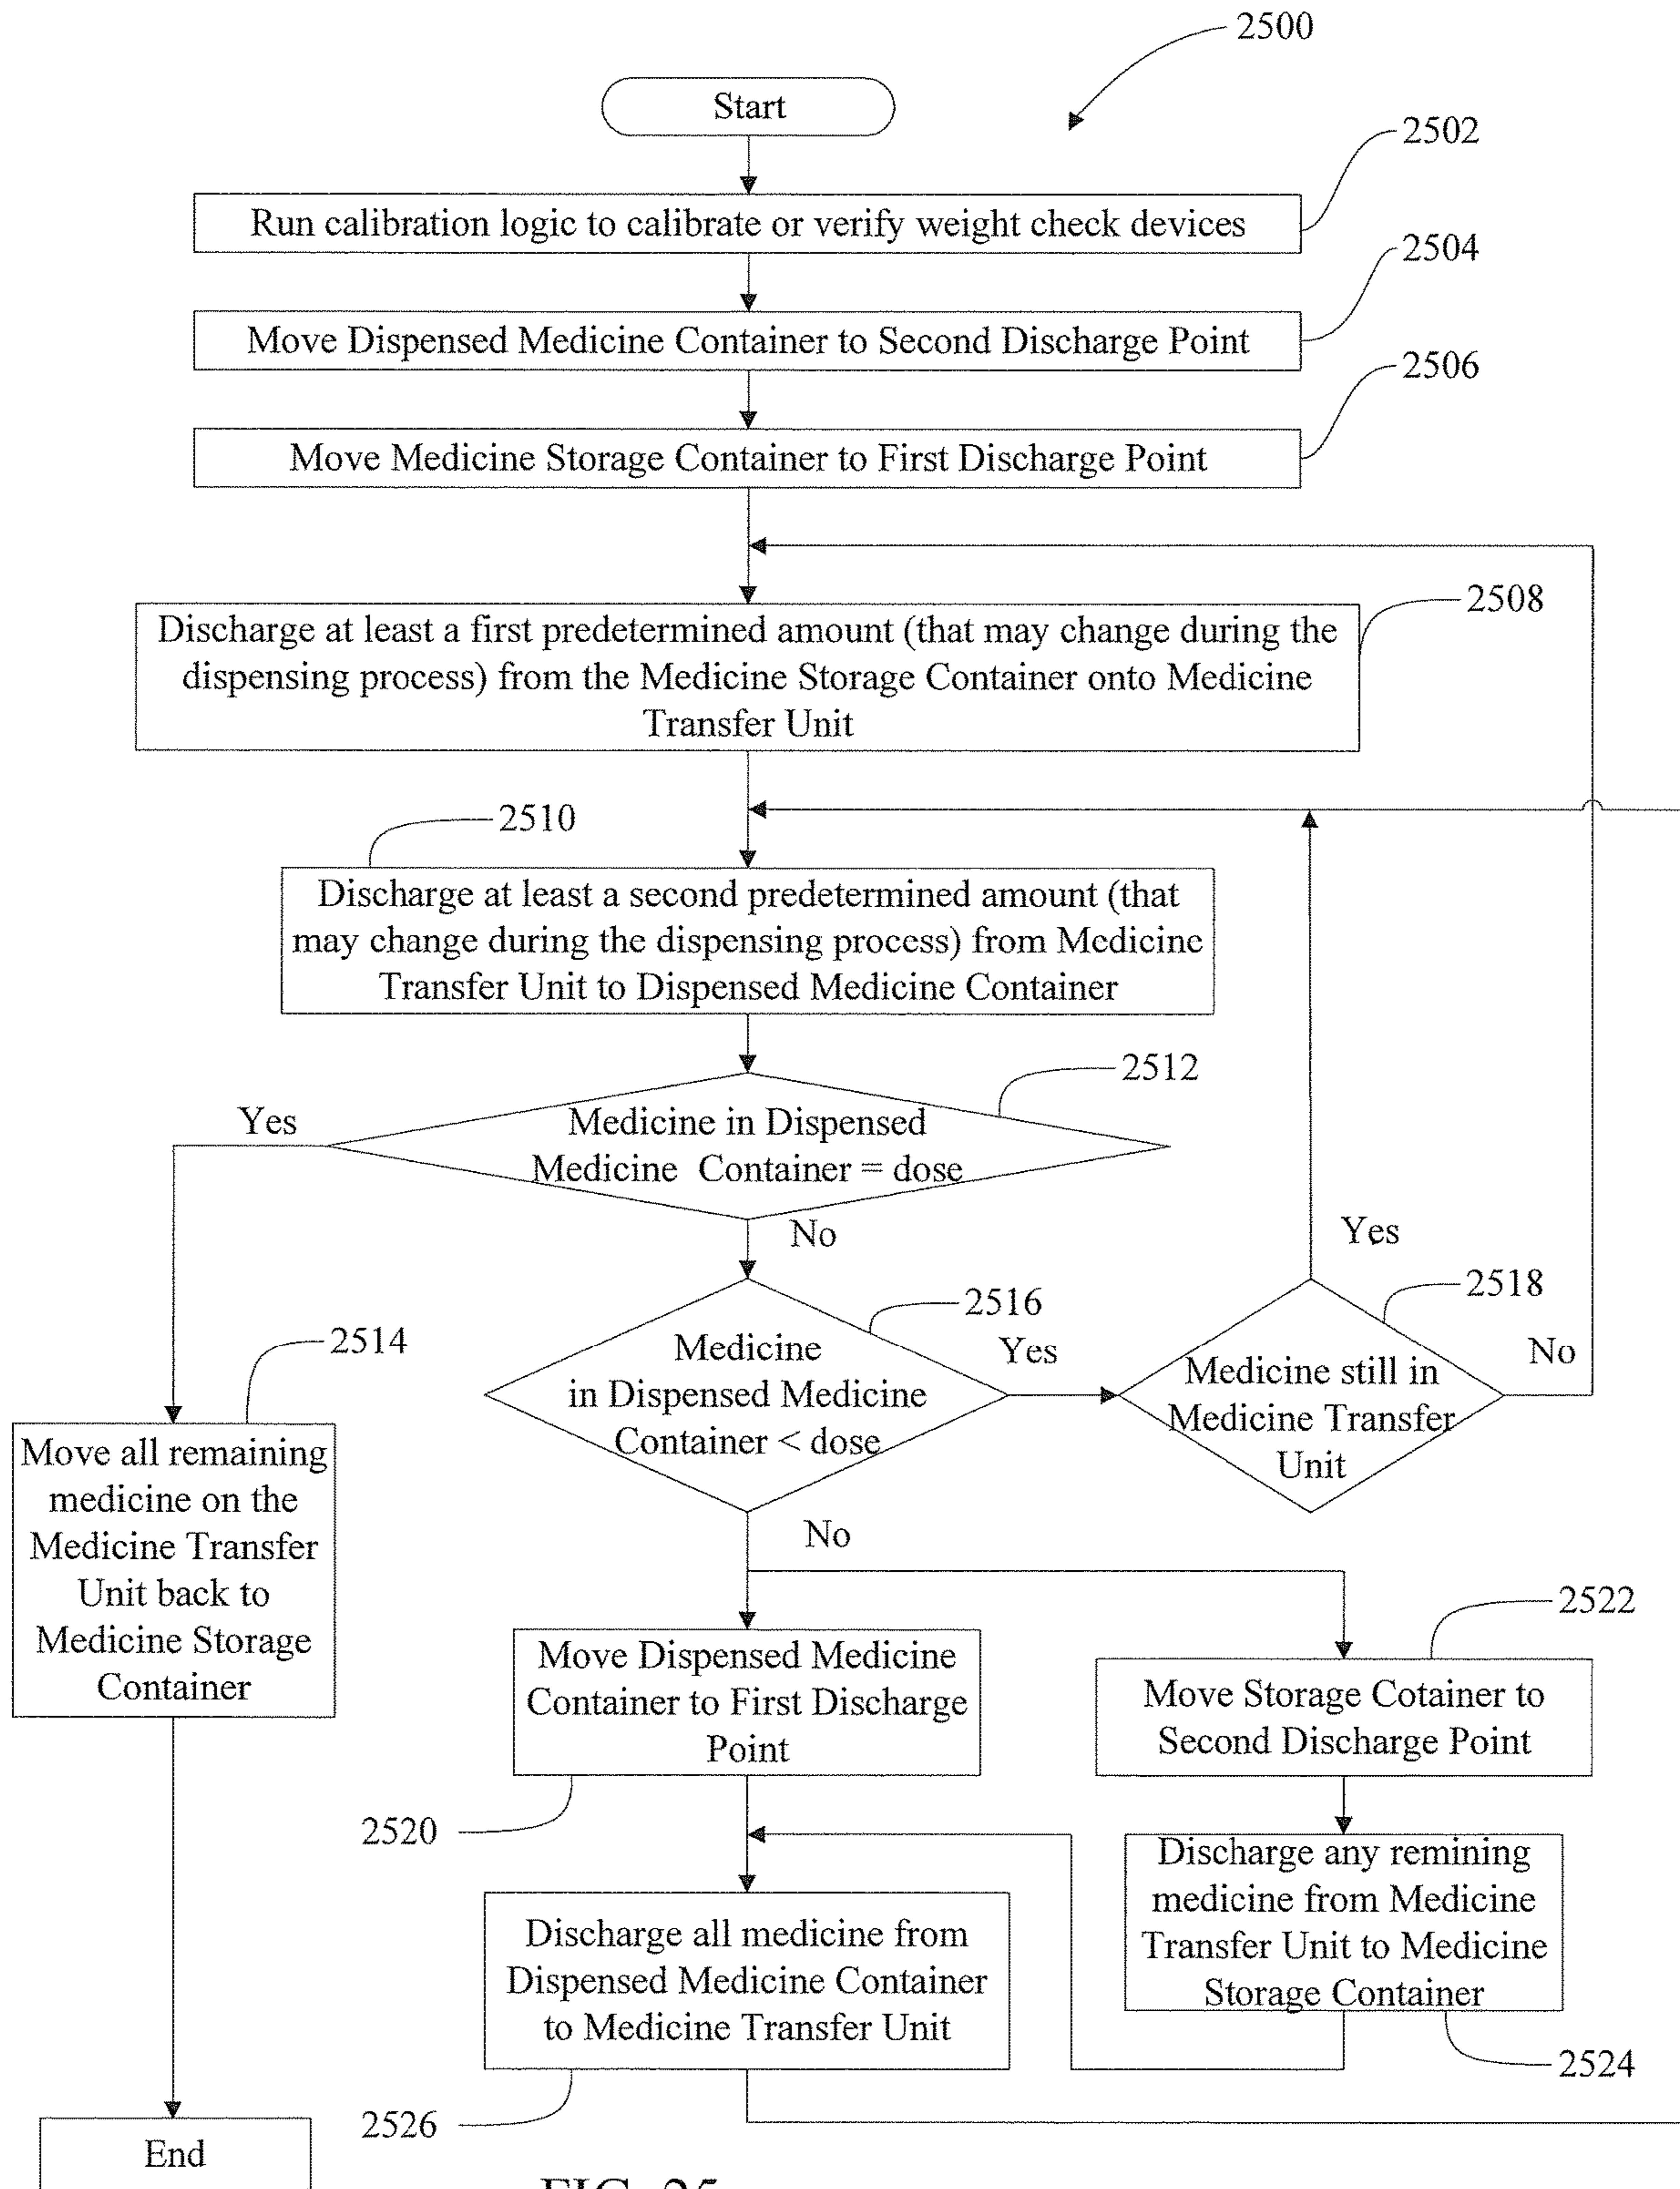 2500
Start
2502
Run calibration logic to calibrate or verify weight check devices
2504
Move Dispensed Medicine Container to Second Discharge Point
2506
Move Medicine Storage Container to First Discharge Point
2508
Discharge at least a first predetermined amount (that may change during the
dispensing process) from the Medicine Storage Container onto Medicine
Transfer Unit
2510
Discharge at least a second predetermined amount (that
may change during the dispensing process) from Medicine
Transfer Unit to Dispensed Medicine Container
2512
Yes
Medicine in Dispensed
Medicine Container = dose
No
Yes
2518
2516
2514
Medicine
in Dispensed Medicine
Container < dose
Yes
No
Medicine still in
Medicine Transfer
Unit
Move all remaining
medicine on the
Medicine Transfer
Unit back to
Medicine Storage
Container
No
2522
Move Dispensed Medicine
Container to First Discharge
Point
Move Storage Cotainer to
Second Discharge Point
2520
Discharge any remining
medicine from Medicine
Transfer Unit to Medicine
Storage Container
Discharge all medicine from
Dispensed Medicine Container
to Medicine Transfer Unit
2524
2526
End
FIG. 25